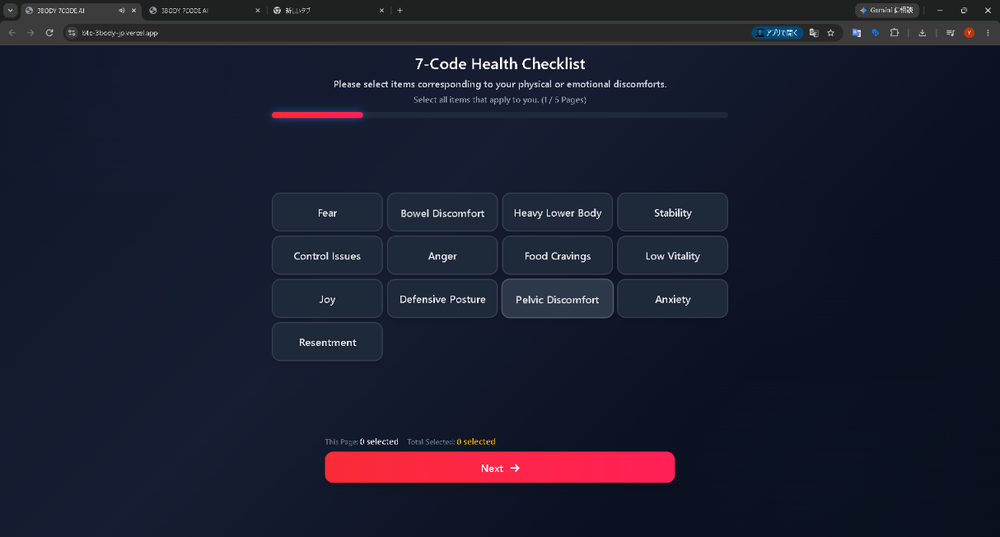 3BODY 7CODE AI
3BODY 7CODE AI
新しいタブ
Gemini に相談
btc-3body-jp.vercel.app
アプリで開く
Y
7-Code Health Checklist
Please select items corresponding to your physical or emotional discomforts.
Select all items that apply to you. (1 / 5 Pages)
Fear
Bowel Discomfort
Heavy Lower Body
Stability
Control Issues
Anger
Food Cravings
Low Vitality
Joy
Defensive Posture
Pelvic Discomfort
Anxiety
Resentment
This Page: 0 selected Total Selected: 0 selected
Next →